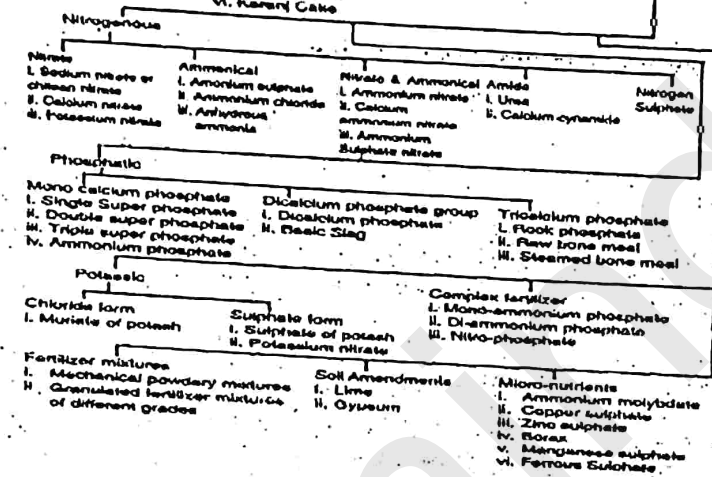 vi. Karanj Cake
Nitrogenous
Nitrate
i. Sodium nitrate or
chilean nitrate
ii. Calcium nitrate
iii. Potassium nitrate
Ammonical
i. Amonium sulphate
ii. Ammonium chloride
iii. Anhydrous
ammonia
Nitrate & Ammonical
i. Ammonium nitrate
ii. Calcium
ammonium nitrate
iii. Ammonium
Sulphate nitrate
Amide
i. Urea
ii. Calcium cynamide
Nitrogen
Sulphate
Phosphatic
Mono calcium phosphate
i. Single Super phosphate
ii. Double super phosphate
iii. Triple super phosphate
iv. Ammonium phosphate
Dicalcium phosphate group
i. Dicalcium phosphate
ii. Basic Slag
Tricalcium phosphate
i. Rock phosphate
ii. Raw bone meal
iii. Steamed bone meal
Potassic
Chloride form
i. Muriate of potash
Sulphate form
i. Sulphate of potash
ii. Potassium nitrate
Complex fertilizer
i. Mono-ammonium phosphate
ii. Di-ammonium phosphate
iii. Nitro-phosphate
Fertilizer mixtures
i. Mechanical powdery mixtures
ii. Granulated fertilizer mixtures
of different grades
Soil Amendments
i. Lime
ii. Gypsum
Micro-nutrients
i. Ammonium molybdate
ii. Copper sulphate
iii. Zinc sulphate
iv. Borax
v. Manganese sulphate
vi. Ferrous Sulphate